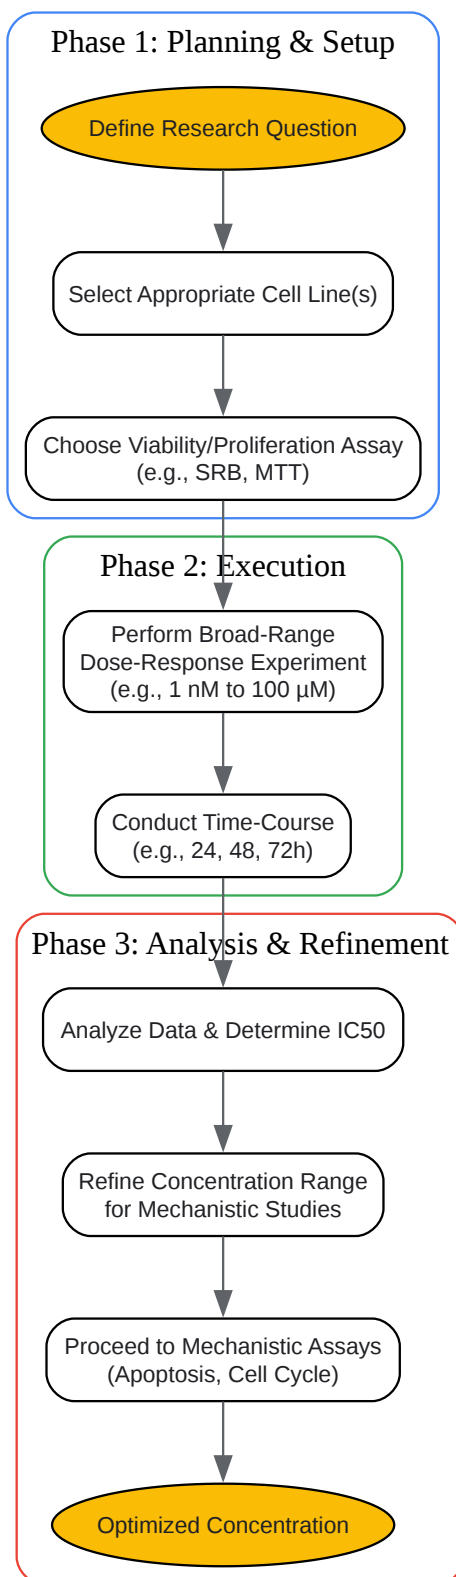 Phase 1: Planning & Setup
Define Research Question
Select Appropriate Cell Line(s)
Choose Viability/Proliferation Assay
(e.g., SRB, MTT)
Phase 2: Execution
Perform Broad-Range
Dose-Response Experiment
(e.g., 1 nM to 100 µM)
Conduct Time-Course
(e.g., 24, 48, 72h)
Phase 3: Analysis & Refinement
Analyze Data & Determine IC50
Refine Concentration Range
for Mechanistic Studies
Proceed to Mechanistic Assays
(Apoptosis, Cell Cycle)
Optimized Concentration